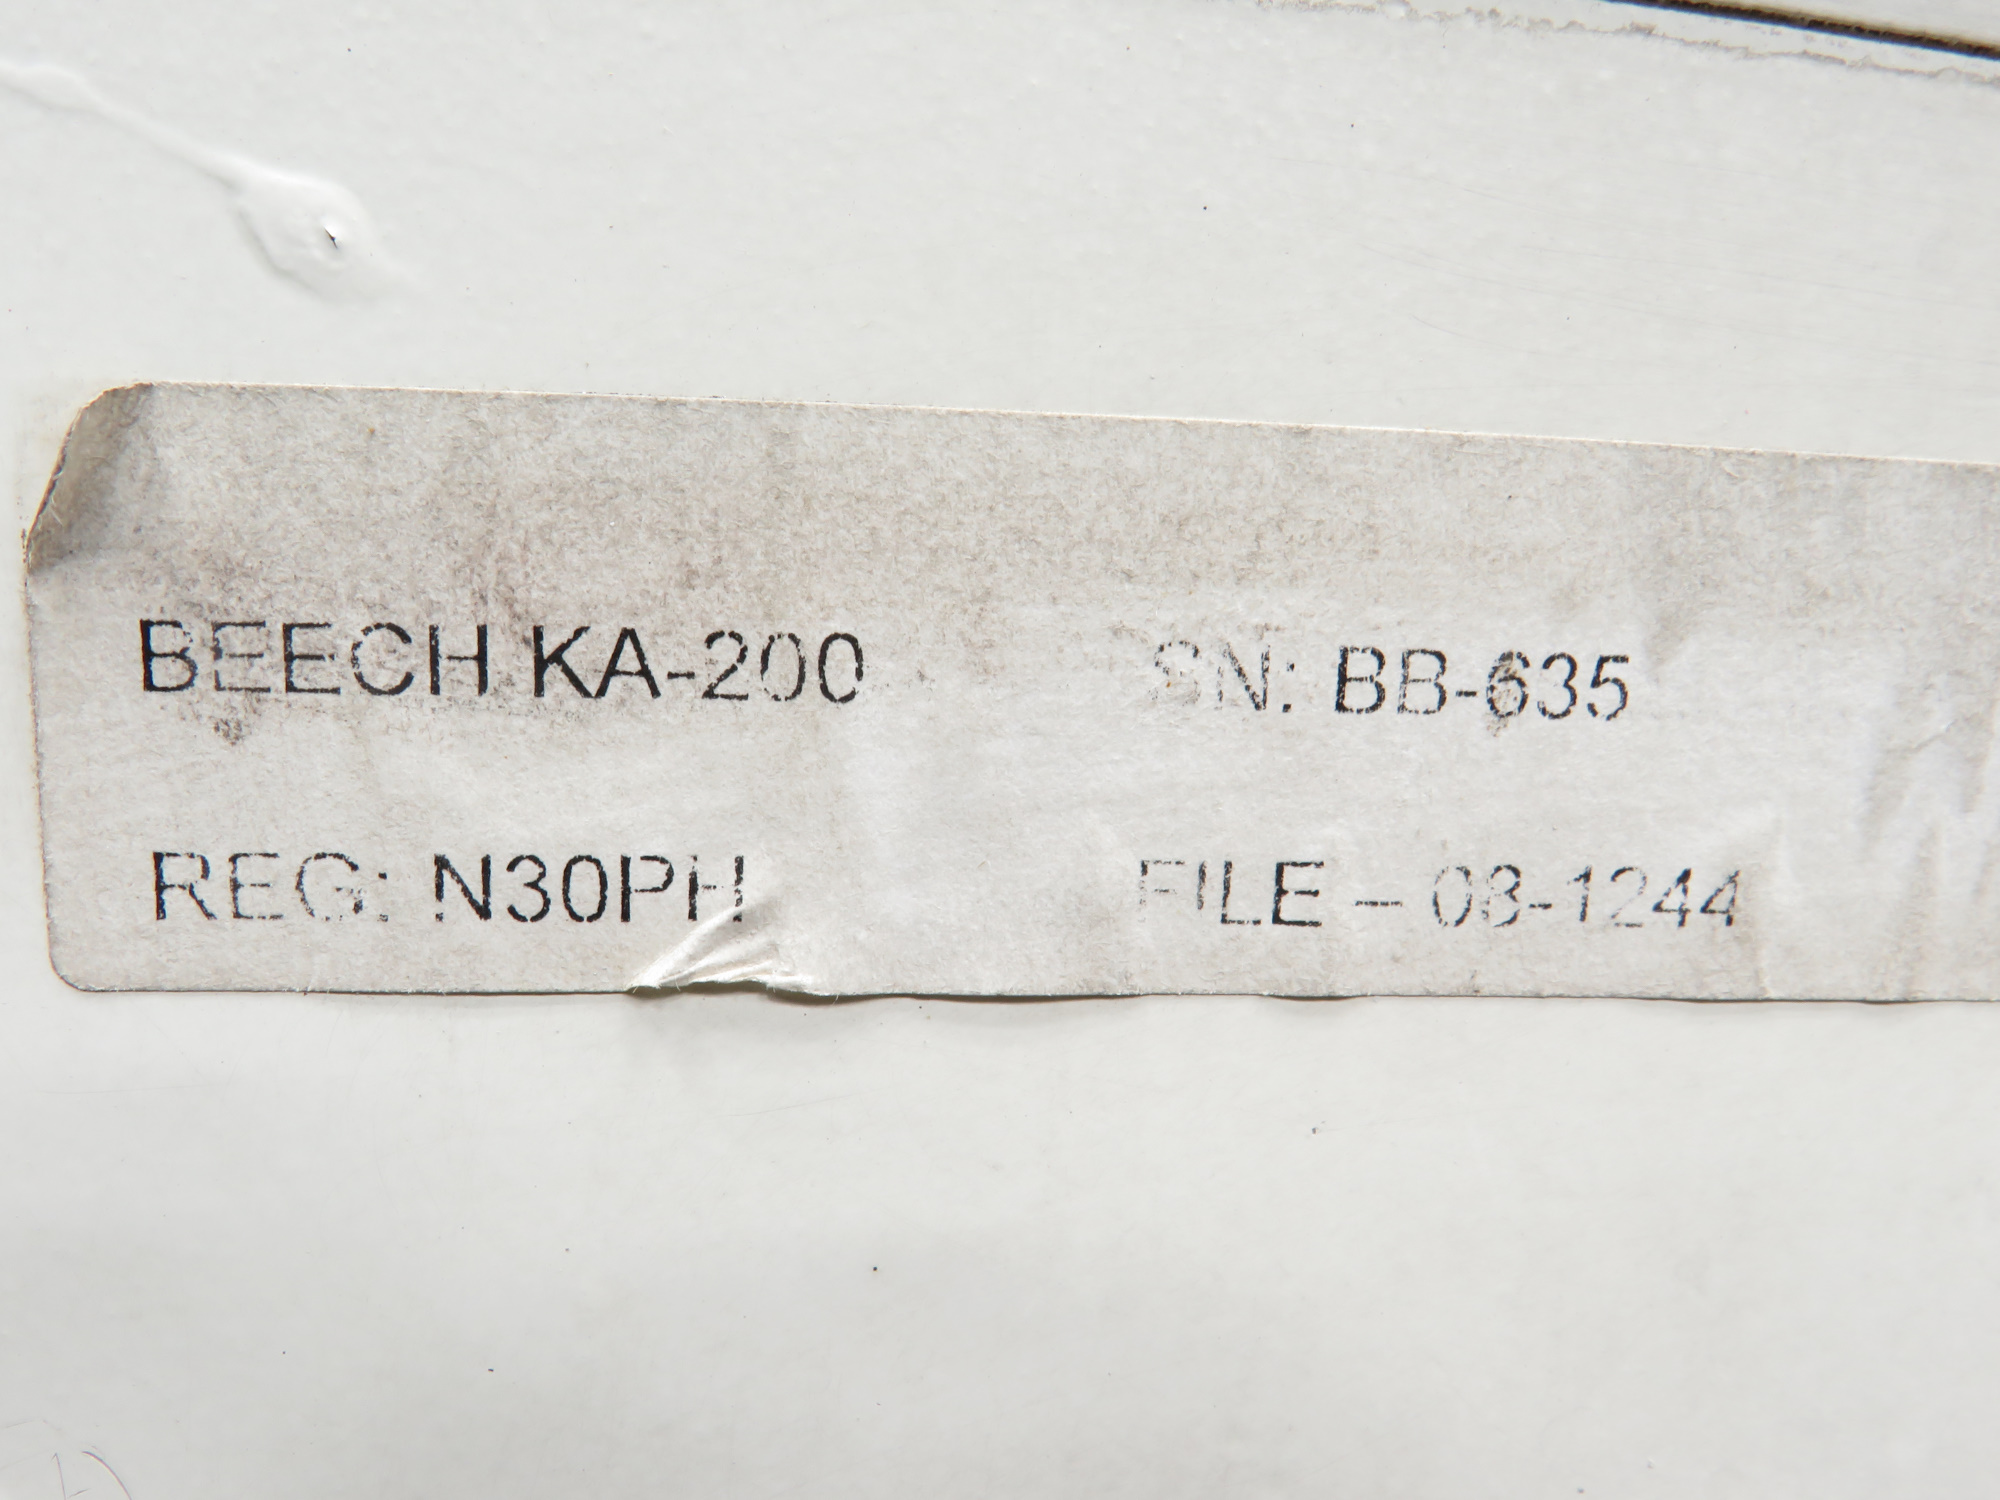 BEECH KA-200 SN: BB-635
REG: N30PH FILE – 08-1244